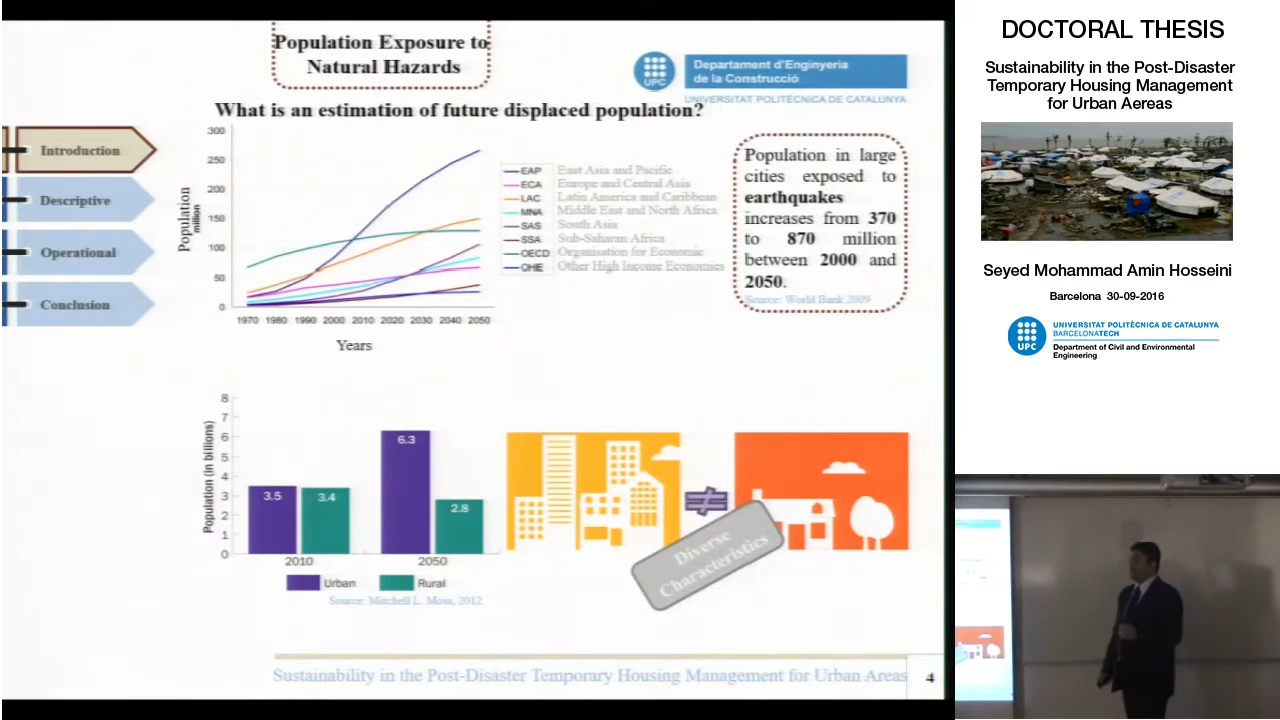 Population Exposure to
Natural Hazards
UPC
Departament d'Enginyeria
de la Construcció
UNIVERSITAT POLITÈCNICA DE CATALUNYA
What is an estimation of future displaced population?
Introduction
Descriptive
Operational
Conclusion
Population
million
300
250
200
150
100
50
0
1970 1980 1990 2000 2010 2020 2030 2040 2050
Years
EAP East Asia and Pacific
ECA Europe and Central Asia
LAC Latin America and Caribbean
MNA Middle East and North Africa
SAS South Asia
SSA Sub-Saharan Africa
OECD Organisation for Economic
OHIE Other High Income Economies
Population in large
cities exposed to
earthquakes
increases from 370
to 870 million
between 2000 and
2050.
Source: World Bank 2009
Population (in billions)
8
7
6
5
4
3
2
1
0
3.5
3.4
6.3
2.8
2010
2050
Urban
Rural
Source: Mitchell L. Moss, 2012
≠
Diverse
Characteristics
Sustainability in the Post-Disaster Temporary Housing Management for Urban Areas
4
DOCTORAL THESIS
Sustainability in the Post-Disaster
Temporary Housing Management
for Urban Aereas
Seyed Mohammad Amin Hosseini
Barcelona 30-09-2016
UPC
UNIVERSITAT POLITÈCNICA DE CATALUNYA
BARCELONATECH
Department of Civil and Environmental
Engineering